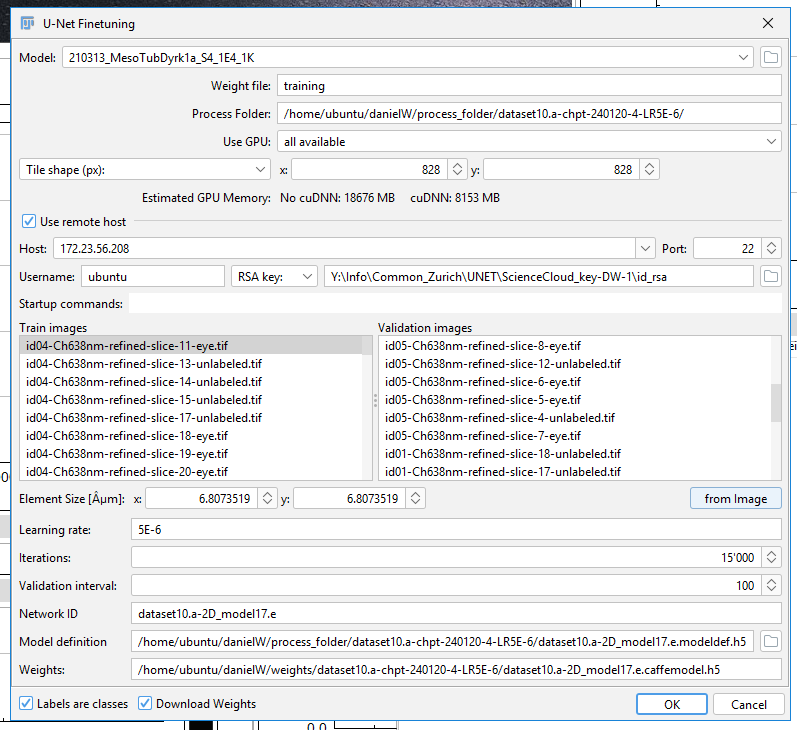 U-Net Finetuning
Model: 210313_MesoTubDyrk1a_S4_1E4_1K
Weight file: training
Process Folder: /home/ubuntu/danielW/process_folder/dataset10.a-chpt-240120-4-LR5E-6/
Use GPU: all available
Tile shape (px): x: 828 y: 828
Estimated GPU Memory: No cuDNN: 18676 MB cuDNN: 8153 MB
Use remote host
Host: 172.23.56.208 Port: 22
Username: ubuntu RSA key: Y:\Info\Common_Zurich\UNET\ScienceCloud_key-DW-1\id_rsa
Startup commands:
Train images Validation images
id04-Ch638nm-refined-slice-11-eye.tif id05-Ch638nm-refined-slice-8-eye.tif
id04-Ch638nm-refined-slice-13-unlabeled.tif id05-Ch638nm-refined-slice-12-unlabeled.tif
id04-Ch638nm-refined-slice-14-unlabeled.tif id05-Ch638nm-refined-slice-6-eye.tif
id04-Ch638nm-refined-slice-15-unlabeled.tif id05-Ch638nm-refined-slice-5-eye.tif
id04-Ch638nm-refined-slice-17-unlabeled.tif id05-Ch638nm-refined-slice-4-unlabeled.tif
id04-Ch638nm-refined-slice-18-eye.tif id05-Ch638nm-refined-slice-7-eye.tif
id04-Ch638nm-refined-slice-19-eye.tif id01-Ch638nm-refined-slice-18-unlabeled.tif
id04-Ch638nm-refined-slice-20-eye.tif id01-Ch638nm-refined-slice-17-unlabeled.tif
Element Size [Âµm]: x: 6.8073519 y: 6.8073519 from Image
Learning rate: 5E-6
Iterations: 15'000
Validation interval: 100
Network ID dataset10.a-2D_model17.e
Model definition /home/ubuntu/danielW/process_folder/dataset10.a-chpt-240120-4-LR5E-6/dataset10.a-2D_model17.e.modeldef.h5
Weights: /home/ubuntu/danielW/weights/dataset10.a-chpt-240120-4-LR5E-6/dataset10.a-2D_model17.e.caffemodel.h5
Labels are classes Download Weights OK Cancel